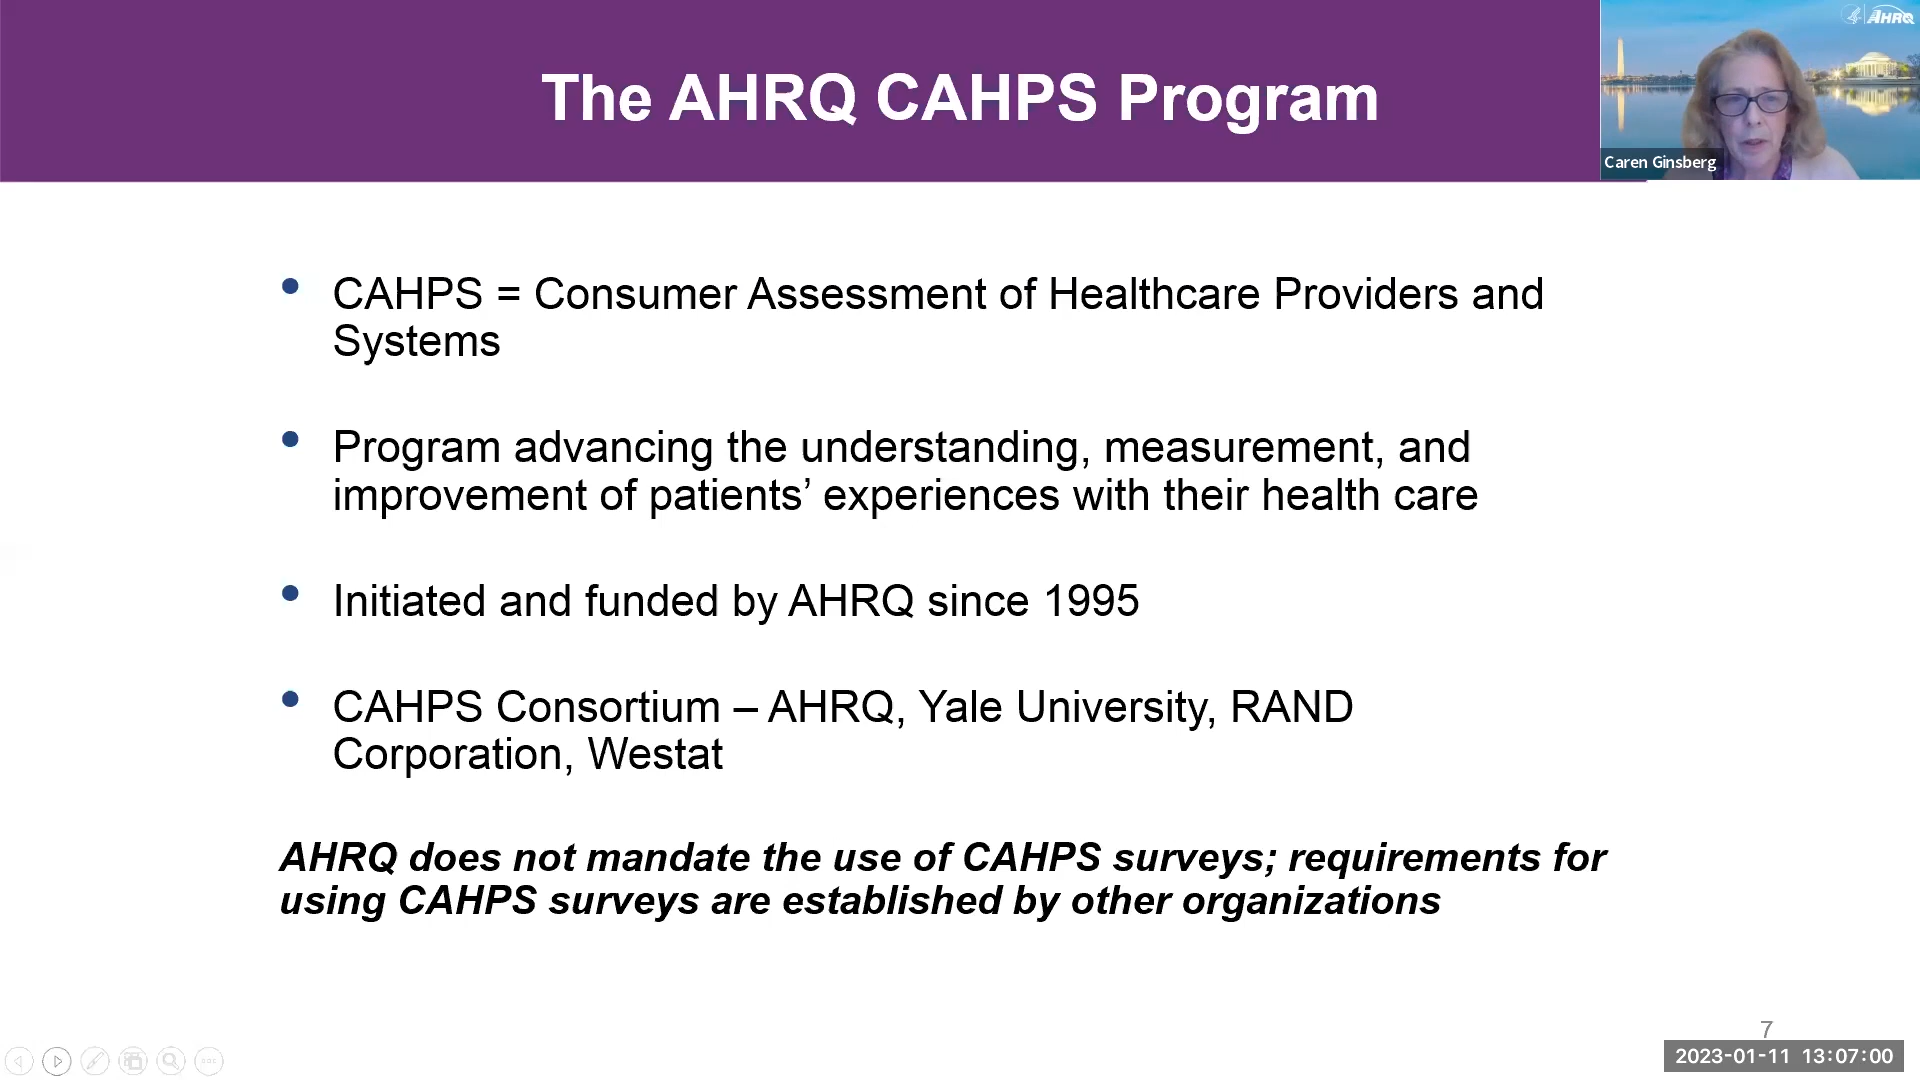 The AHRQ CAHPS Program
AHRQ
Caren Ginsberg
• CAHPS = Consumer Assessment of Healthcare Providers and
Systems
• Program advancing the understanding, measurement, and
improvement of patients’ experiences with their health care
• Initiated and funded by AHRQ since 1995
• CAHPS Consortium – AHRQ, Yale University, RAND
Corporation, Westat
AHRQ does not mandate the use of CAHPS surveys; requirements for
using CAHPS surveys are established by other organizations
7
2023-01-11 13:07:00